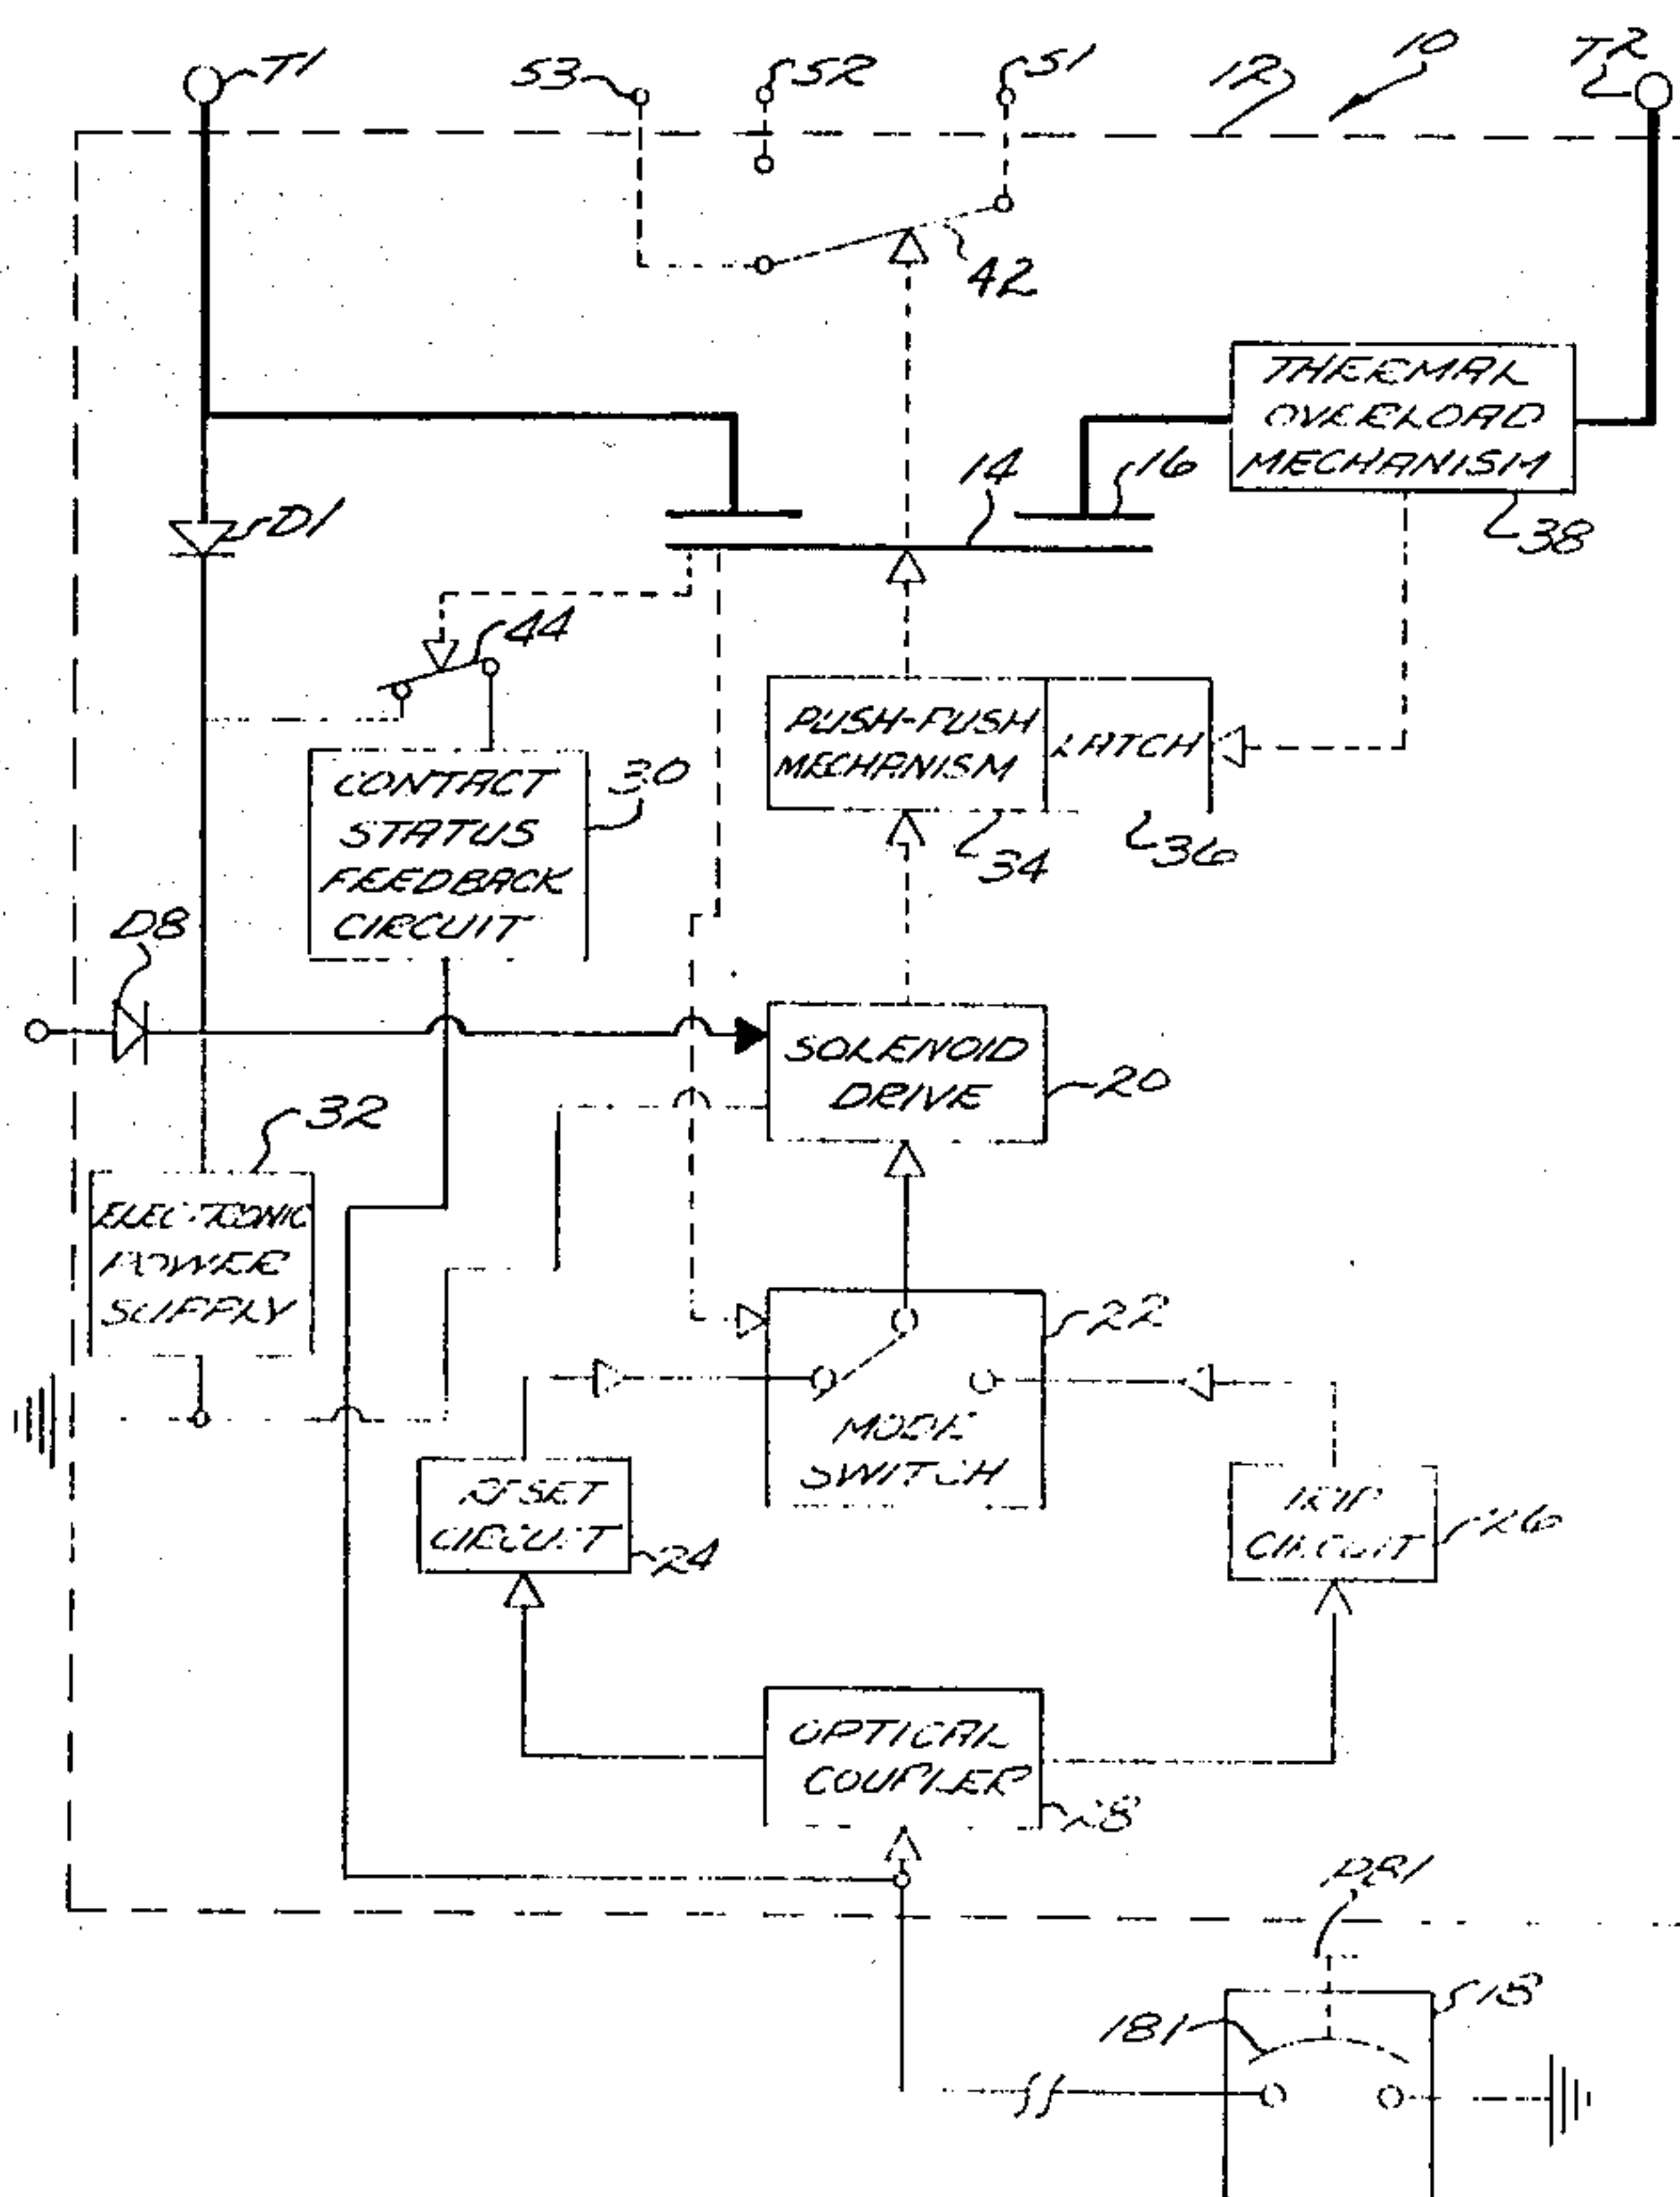 T1
S3
S2
S1
12
10
T2
42
THERMAL
OVERLOAD
MECHANISM
38
14
16
D1
44
PUSH-PUSH
MECHANISM
LATCH
34
36
CONTACT
STATUS
FEEDBACK
CIRCUIT
30
D8
SOLENOID
DRIVE
20
32
ELECTRONIC
POWER
SUPPLY
22
MODE
SWITCH
RESET
CIRCUIT
24
TRIP
CIRCUIT
26
OPTICAL
COUPLER
28
PB1
18
181